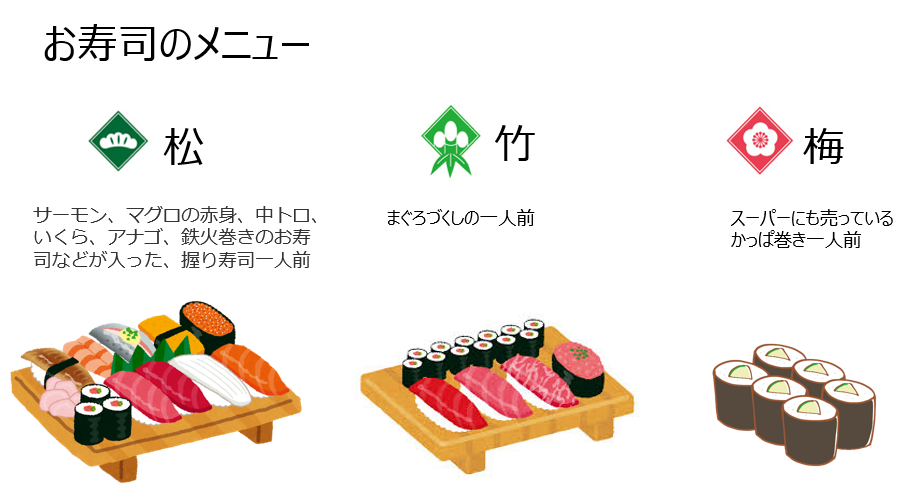 お寿司のメニュー
松
サーモン、マグロの赤身、中トロ、
いくら、アナゴ、鉄火巻きのお寿
司などが入った、握り寿司一人前
竹
まぐろづくしの一人前
梅
スーパーにも売っている
かっぱ巻き一人前